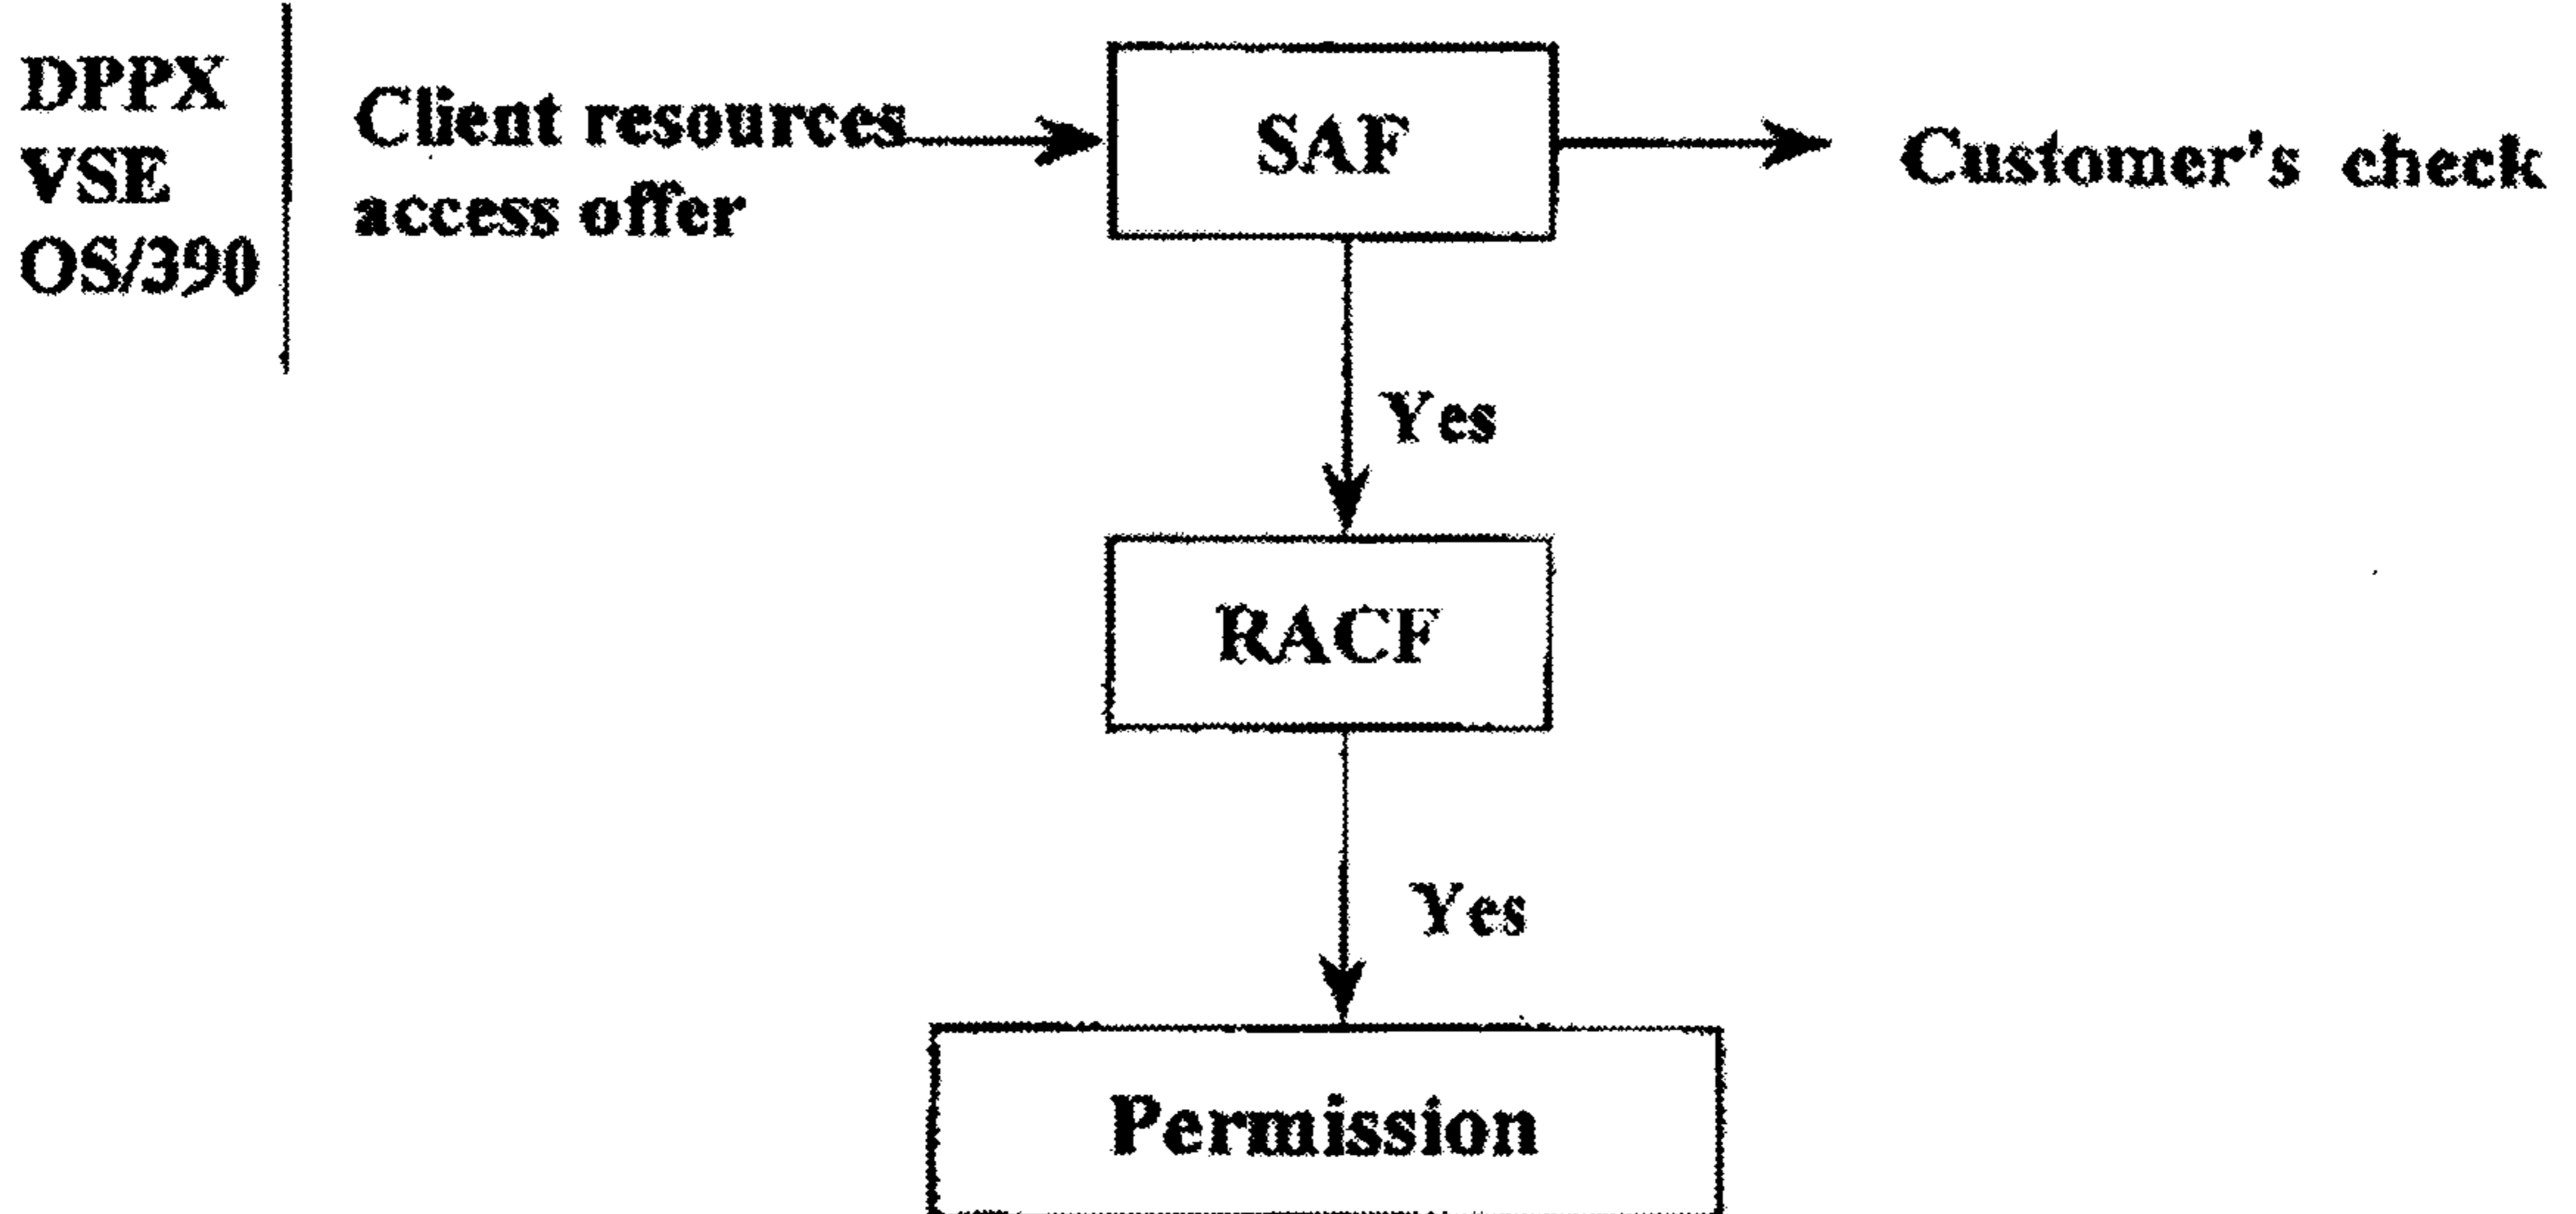 DPPX
VSE
OS/390
Client resources
access offer
SAF
Customer's check
Yes
RACF
Yes
Permission